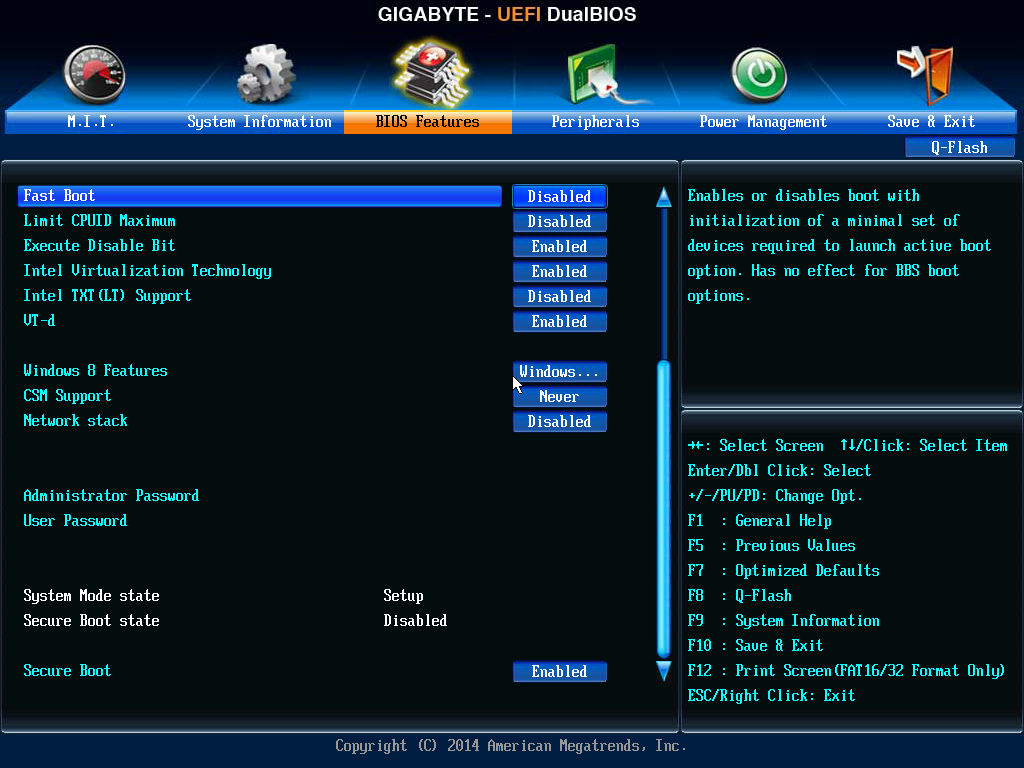 GIGABYTE - UEFI DualBIOS
M.I.T. System Information BIOS Features Peripherals Power Management Save & Exit
Q-Flash
Fast Boot Disabled
Limit CPUID Maximum Disabled
Execute Disable Bit Enabled
Intel Virtualization Technology Enabled
Intel TXT(LT) Support Disabled
VT-d Enabled
Windows 8 Features Windows...
CSM Support Never
Network stack Disabled
Administrator Password
User Password
System Mode state Setup
Secure Boot state Disabled
Secure Boot Enabled
Enables or disables boot with
initialization of a minimal set of
devices required to launch active boot
option. Has no effect for BBS boot
options.
→←: Select Screen ↑↓/Click: Select Item
Enter/Dbl Click: Select
+/-/PU/PD: Change Opt.
F1 : General Help
F5 : Previous Values
F7 : Optimized Defaults
F8 : Q-Flash
F9 : System Information
F10 : Save & Exit
F12 : Print Screen(FAT16/32 Format Only)
ESC/Right Click: Exit
Copyright (C) 2014 American Megatrends, Inc.